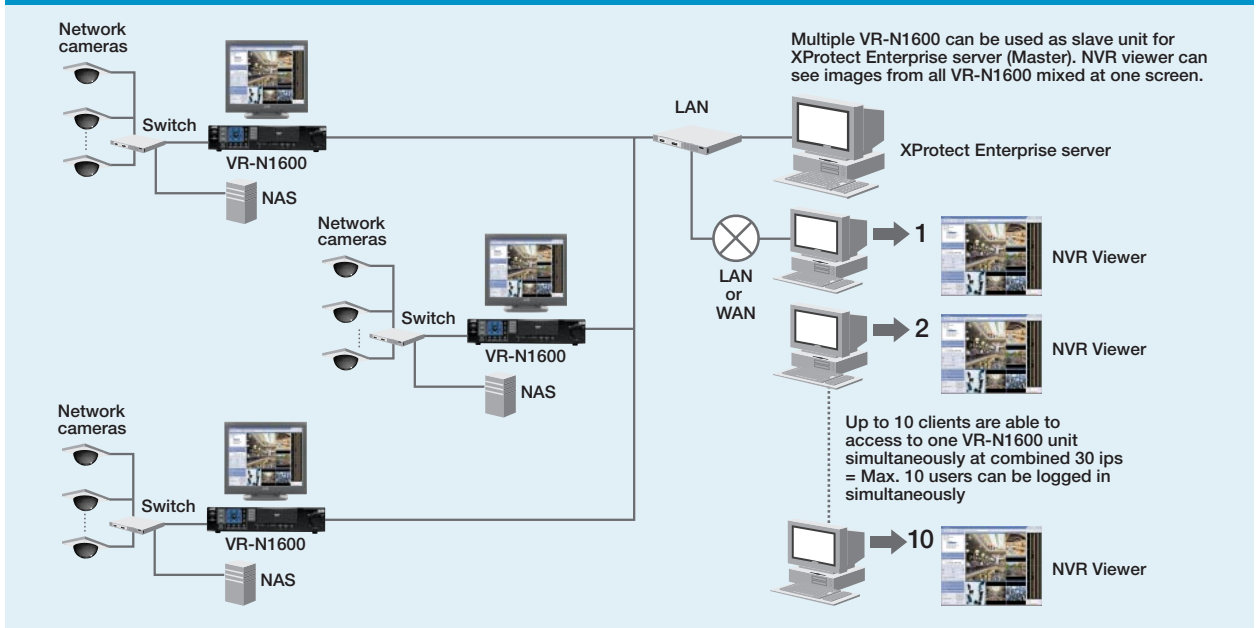 Network
cameras
Switch
VR-N1600
NAS
Network
cameras
Switch
VR-N1600
NAS
Network
cameras
Switch
VR-N1600
NAS
Multiple VR-N1600 can be used as slave unit for
XProtect Enterprise server (Master). NVR viewer can
see images from all VR-N1600 mixed at one screen.
LAN
XProtect Enterprise server
LAN
or
WAN
1
NVR Viewer
2
NVR Viewer
Up to 10 clients are able to
access to one VR-N1600 unit
simultaneously at combined 30 ips
= Max. 10 users can be logged in
simultaneously
10
NVR Viewer